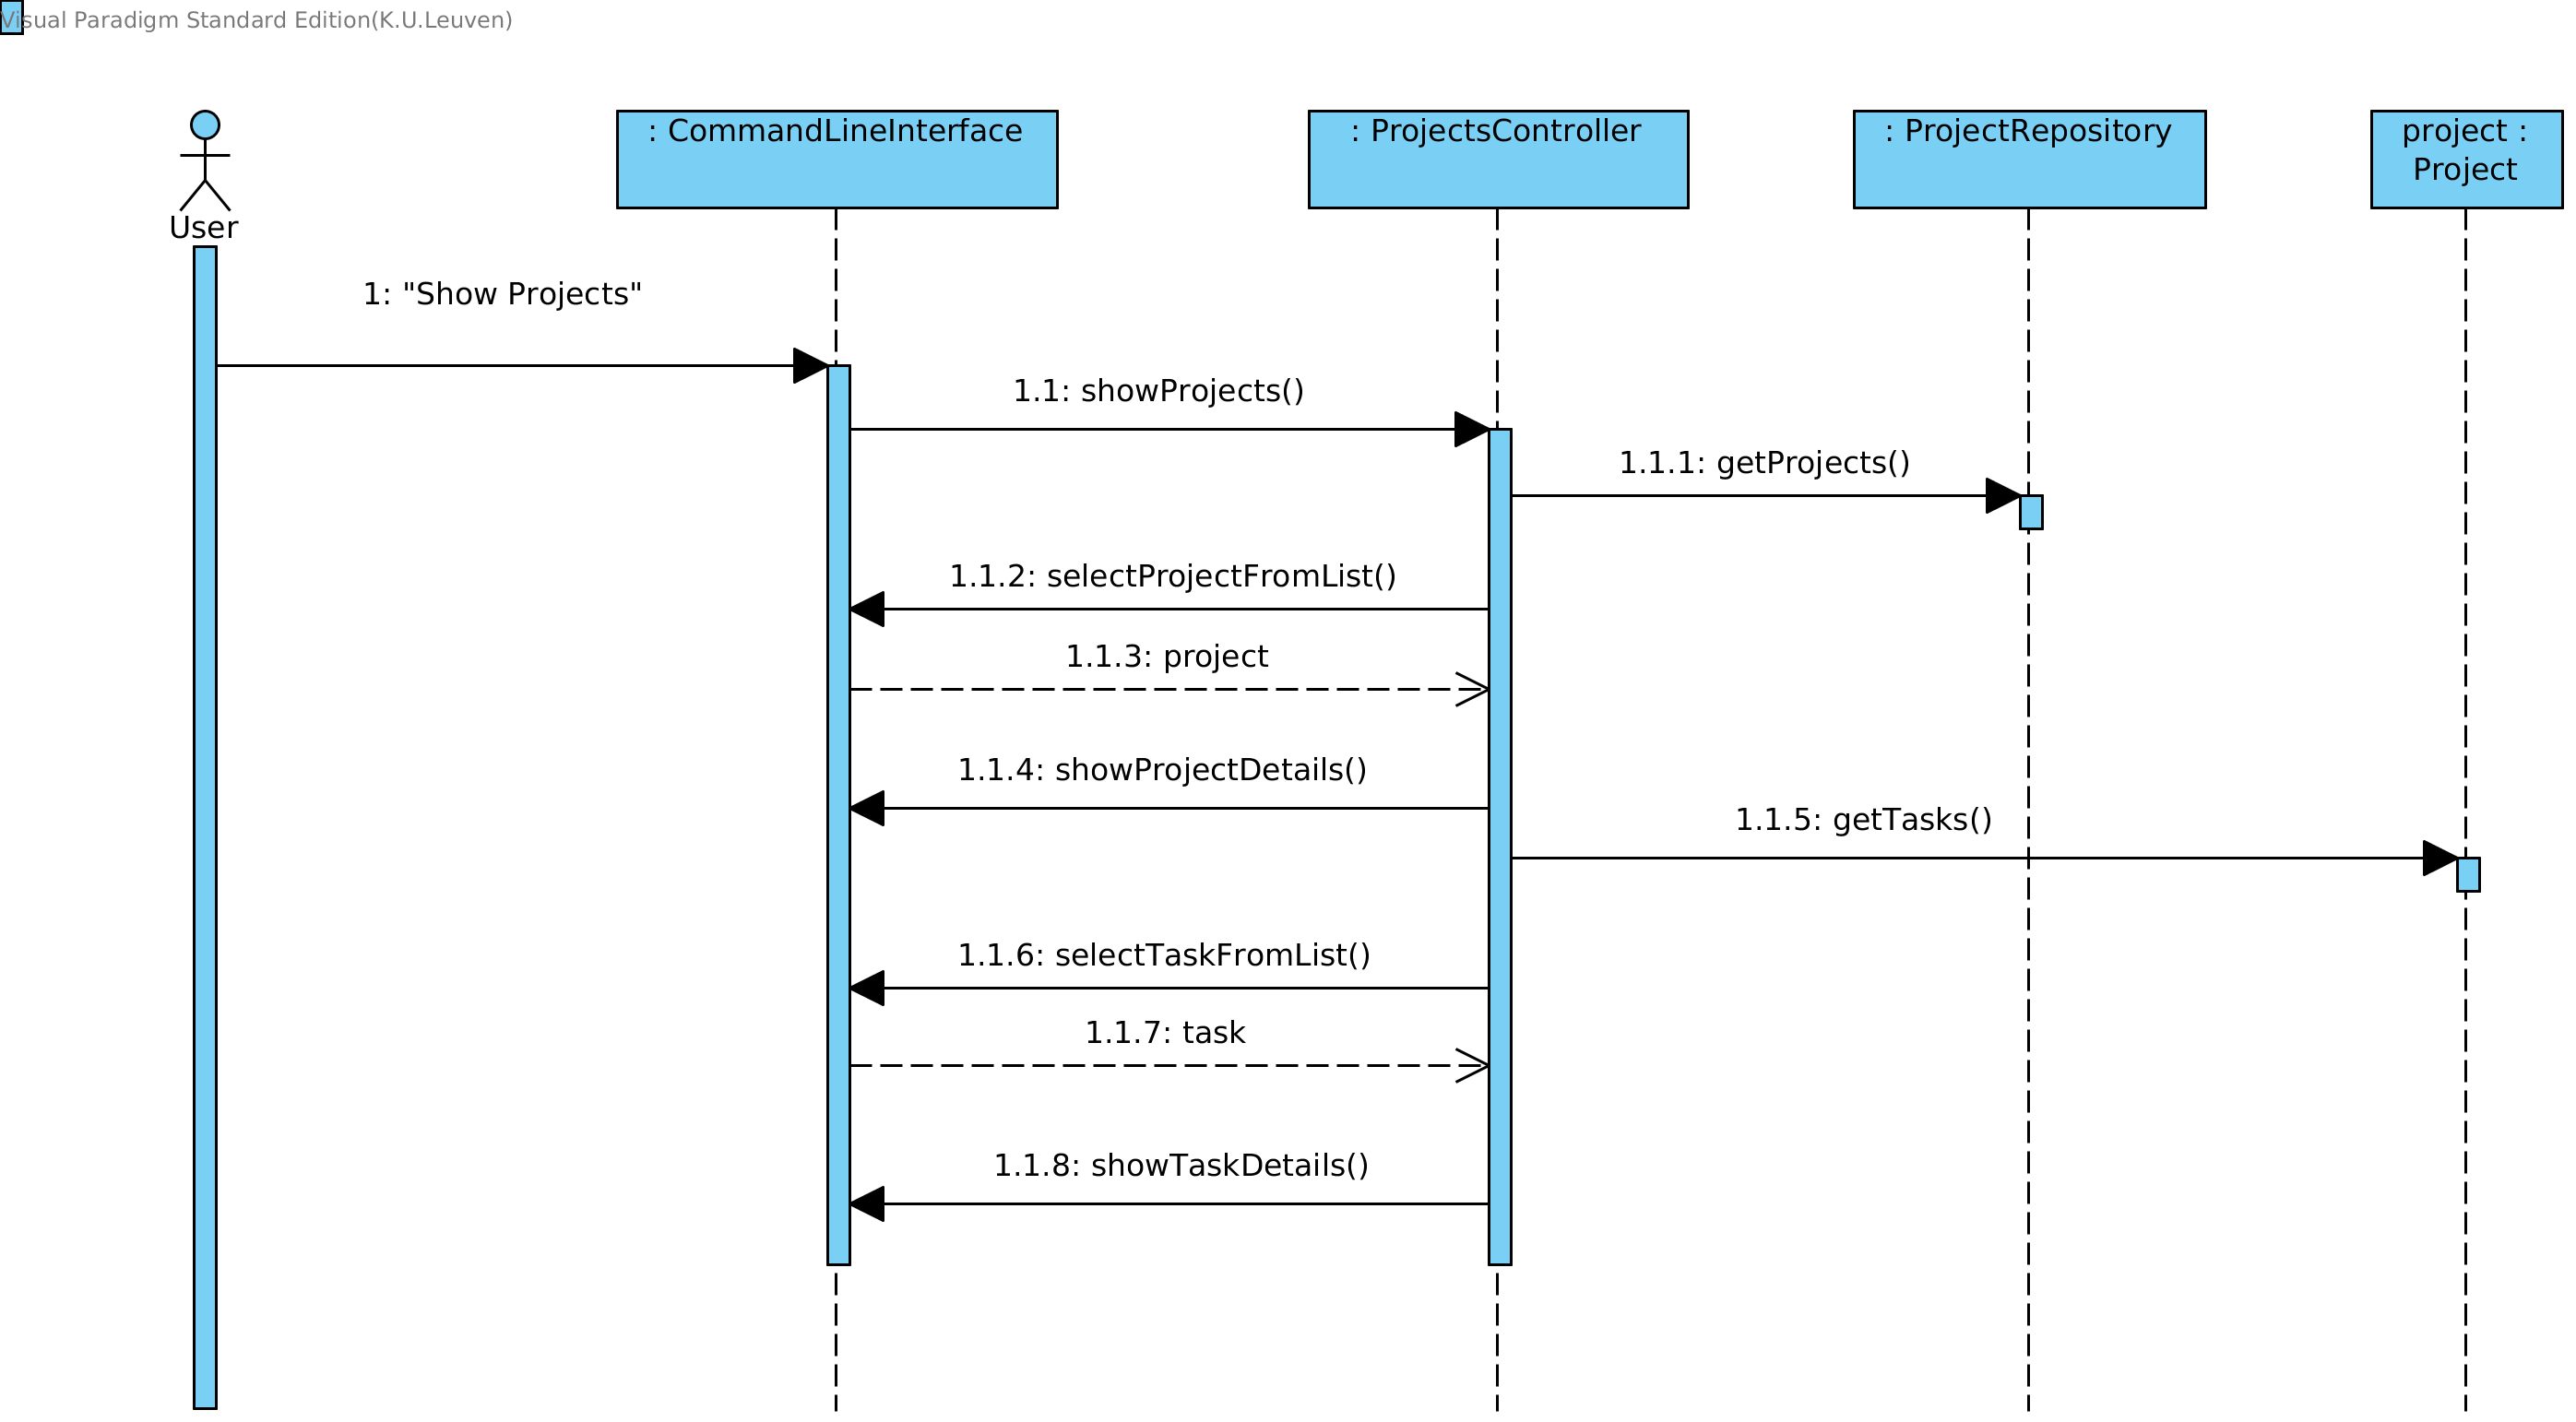 Visual Paradigm Standard Edition(K.U.Leuven)
: CommandLineInterface
: ProjectsController
: ProjectRepository
project :
Project
User
1: "Show Projects"
1.1: showProjects()
1.1.1: getProjects()
1.1.2: selectProjectFromList()
1.1.3: project
1.1.4: showProjectDetails()
1.1.5: getTasks()
1.1.6: selectTaskFromList()
1.1.7: task
1.1.8: showTaskDetails()